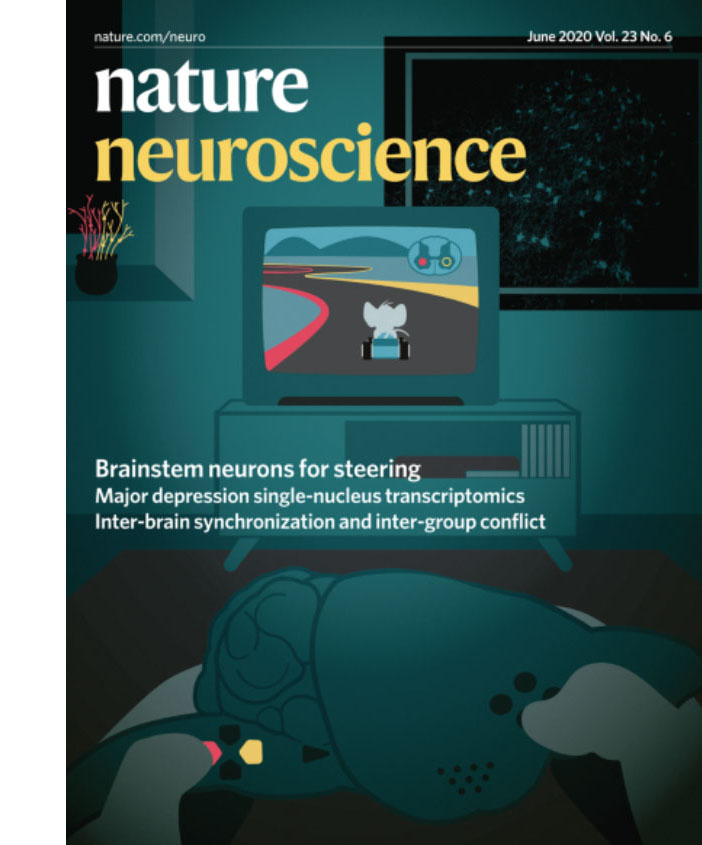 nature.com/neuro
June 2020 Vol. 23 No. 6
nature
neuroscience
Brainstem neurons for steering
Major depression single-nucleus transcriptomics
Inter-brain synchronization and inter-group conflict